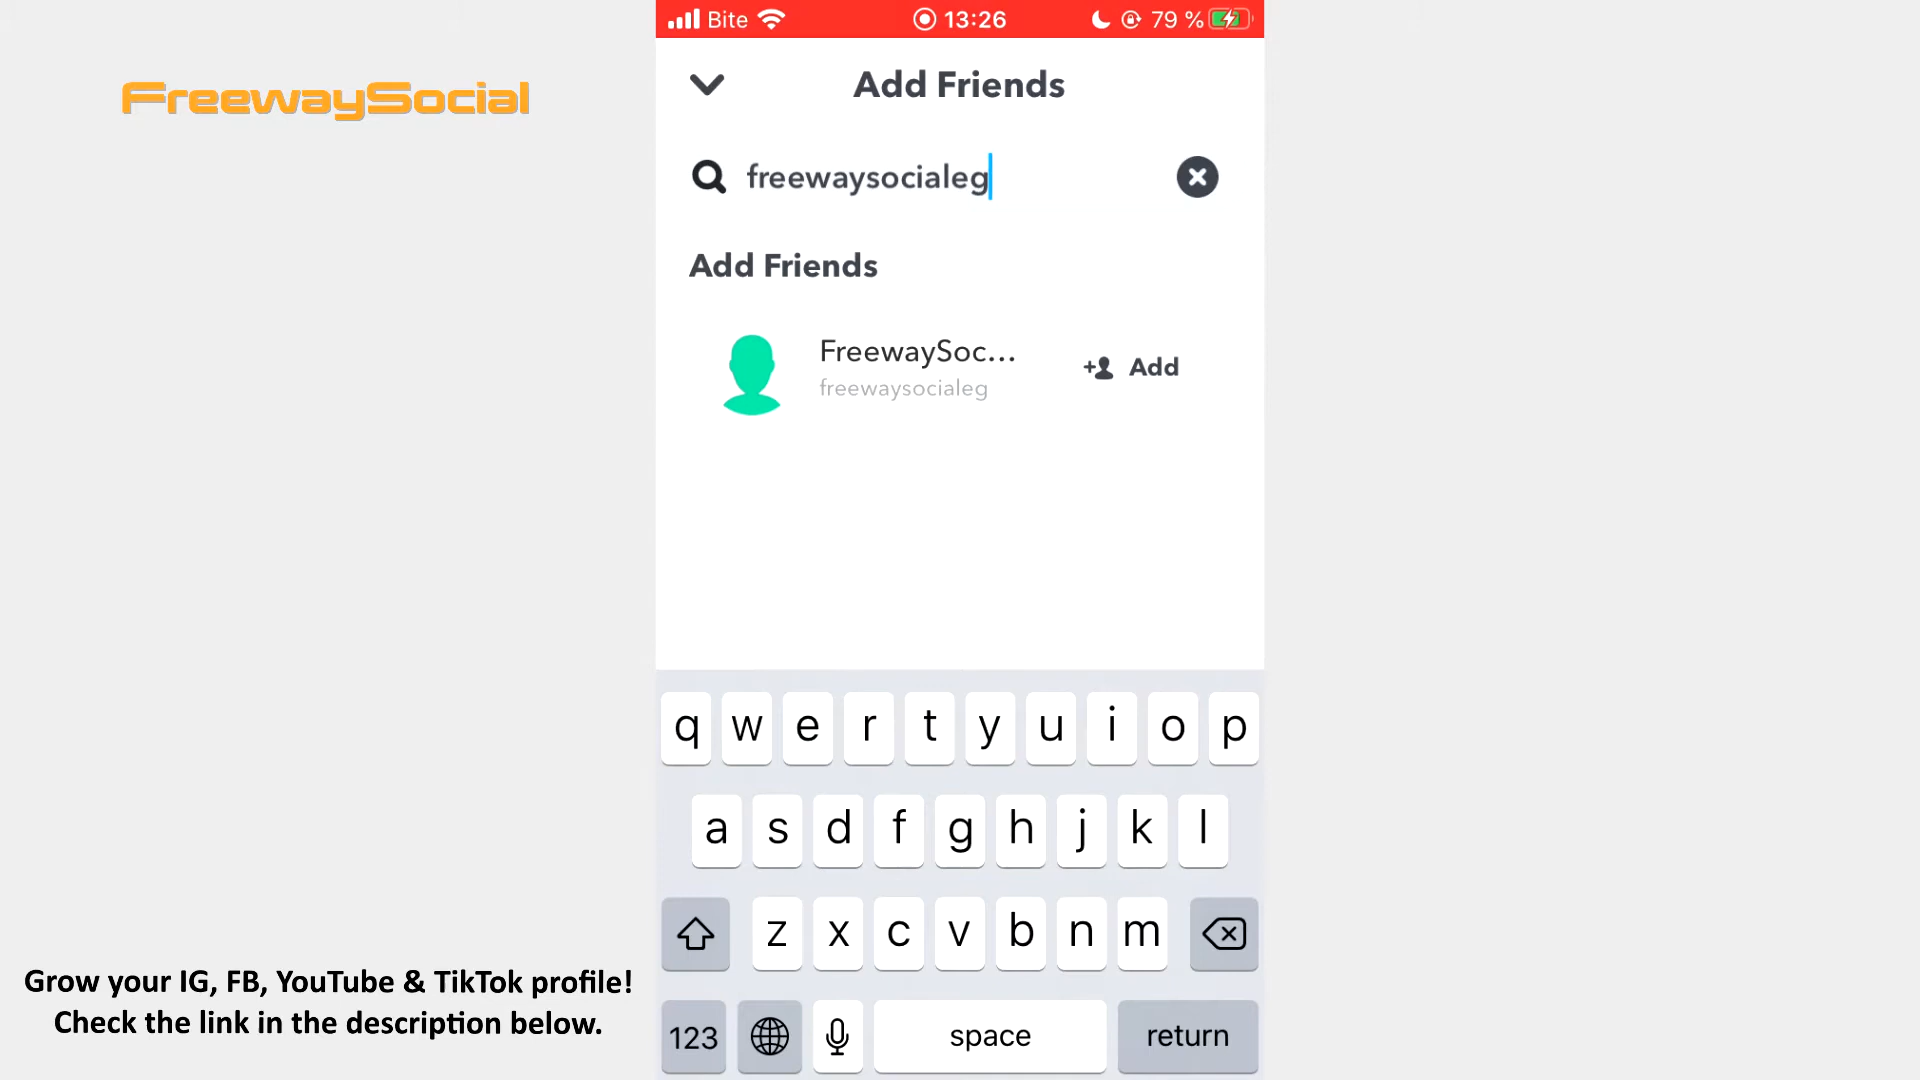 Bite 13:26 79 %
FreewaySocial
Add Friends
freewaysocialeg
Add Friends
FreewaySoc...
freewaysocialeg
Add
q w e r t y u i o p
a s d f g h j k l
z x c v b n m
123 space return
Grow your IG, FB, YouTube & TikTok profile!
Check the link in the description below.